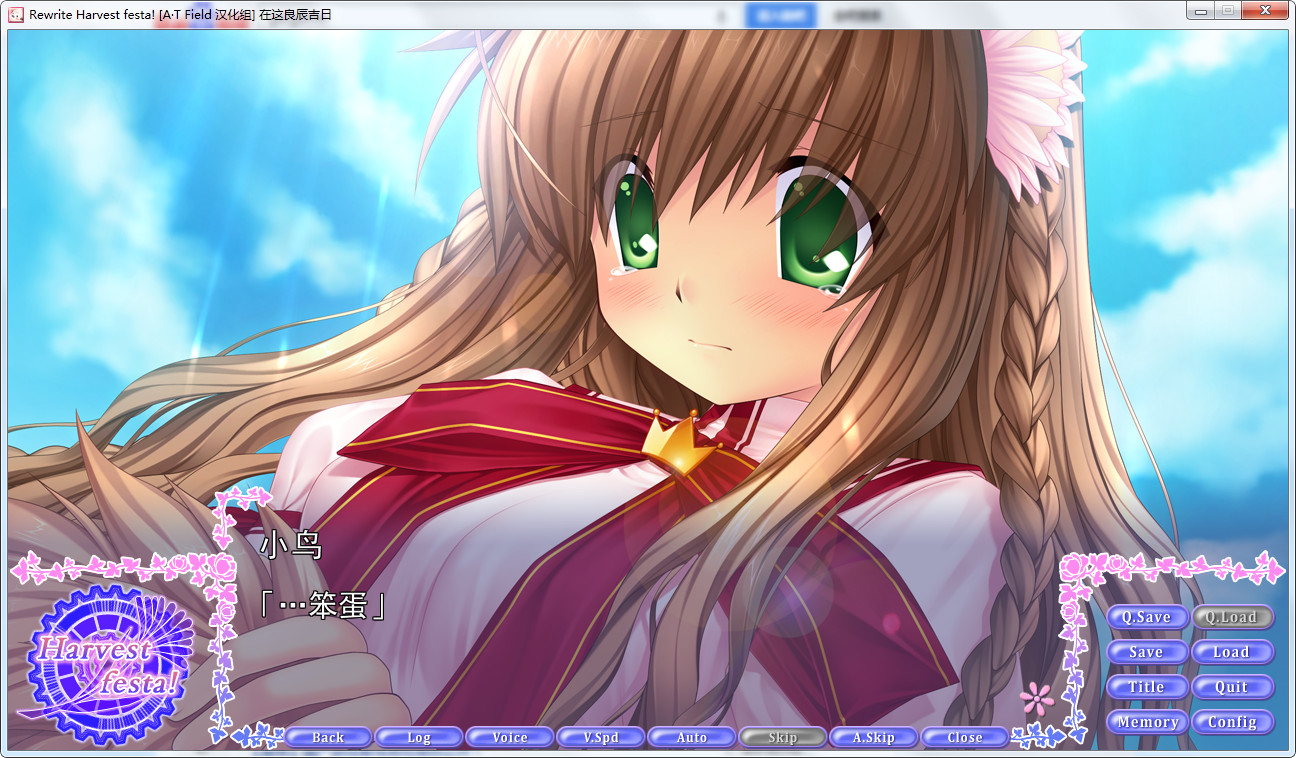 Rewrite Harvest festa! [A·T Field 汉化组] 在这良辰吉日
小鸟
「…笨蛋」
Harvest
festa!
Q.Save
Q.Load
Save
Load
Title
Quit
Memory
Config
Back
Log
Voice
V.Spd
Auto
Skip
A.Skip
Close